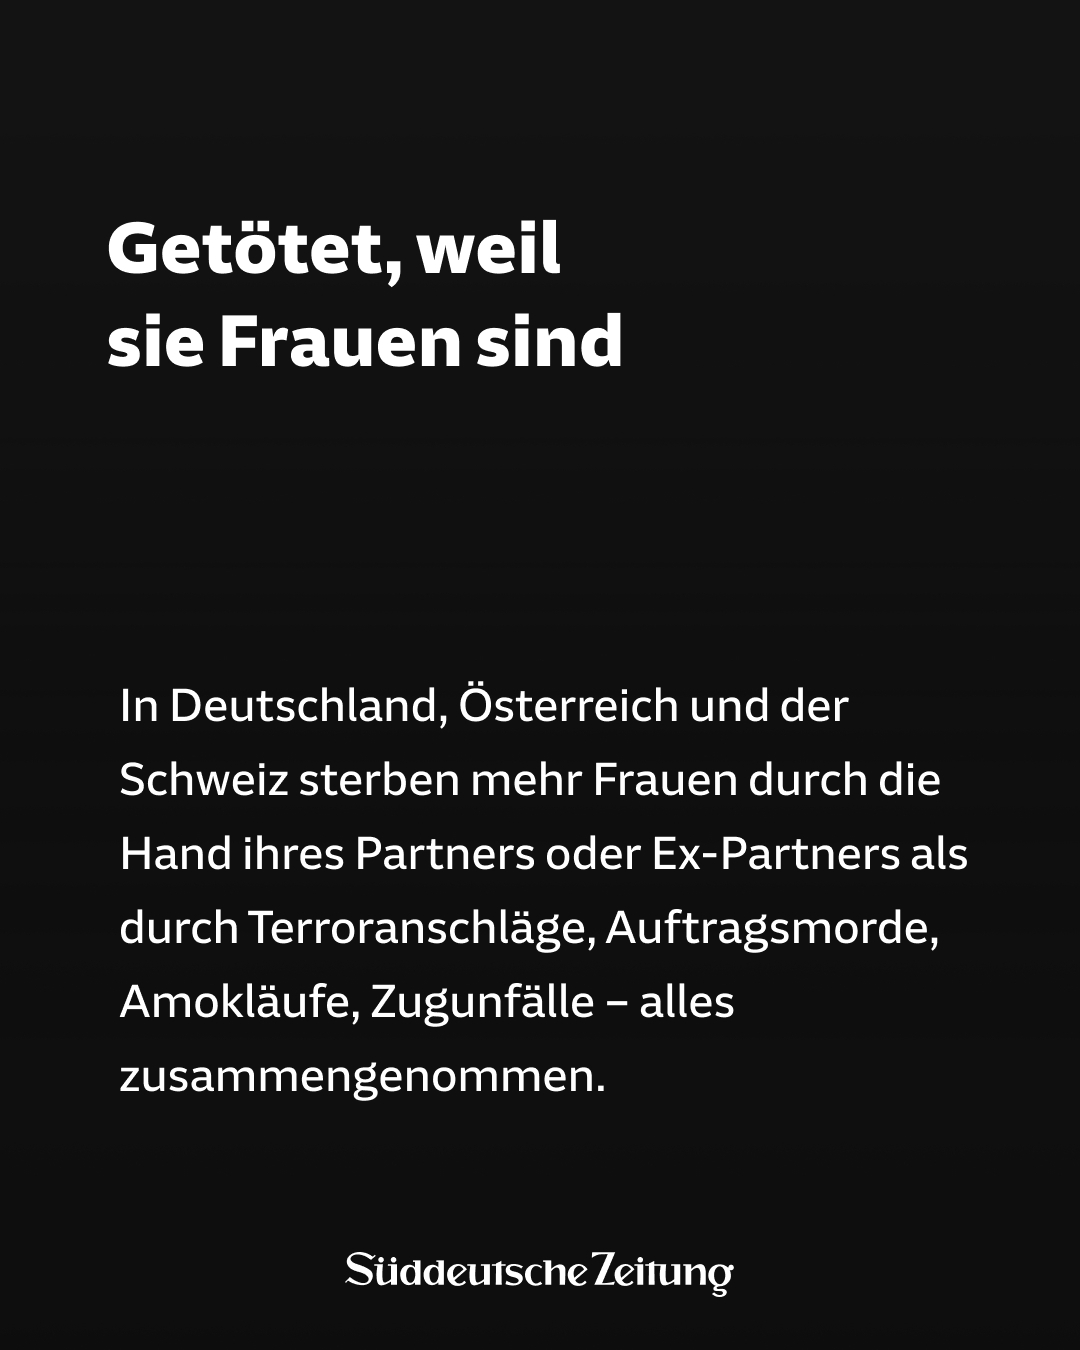 Getötet, weil
sie Frauen sind
In Deutschland, Österreich und der
Schweiz sterben mehr Frauen durch die
Hand ihres Partners oder Ex-Partners als
durch Terroranschläge, Auftragsmorde,
Amokläufe, Zugunfälle – alles
zusammengenommen.
Süddeutsche Zeitung